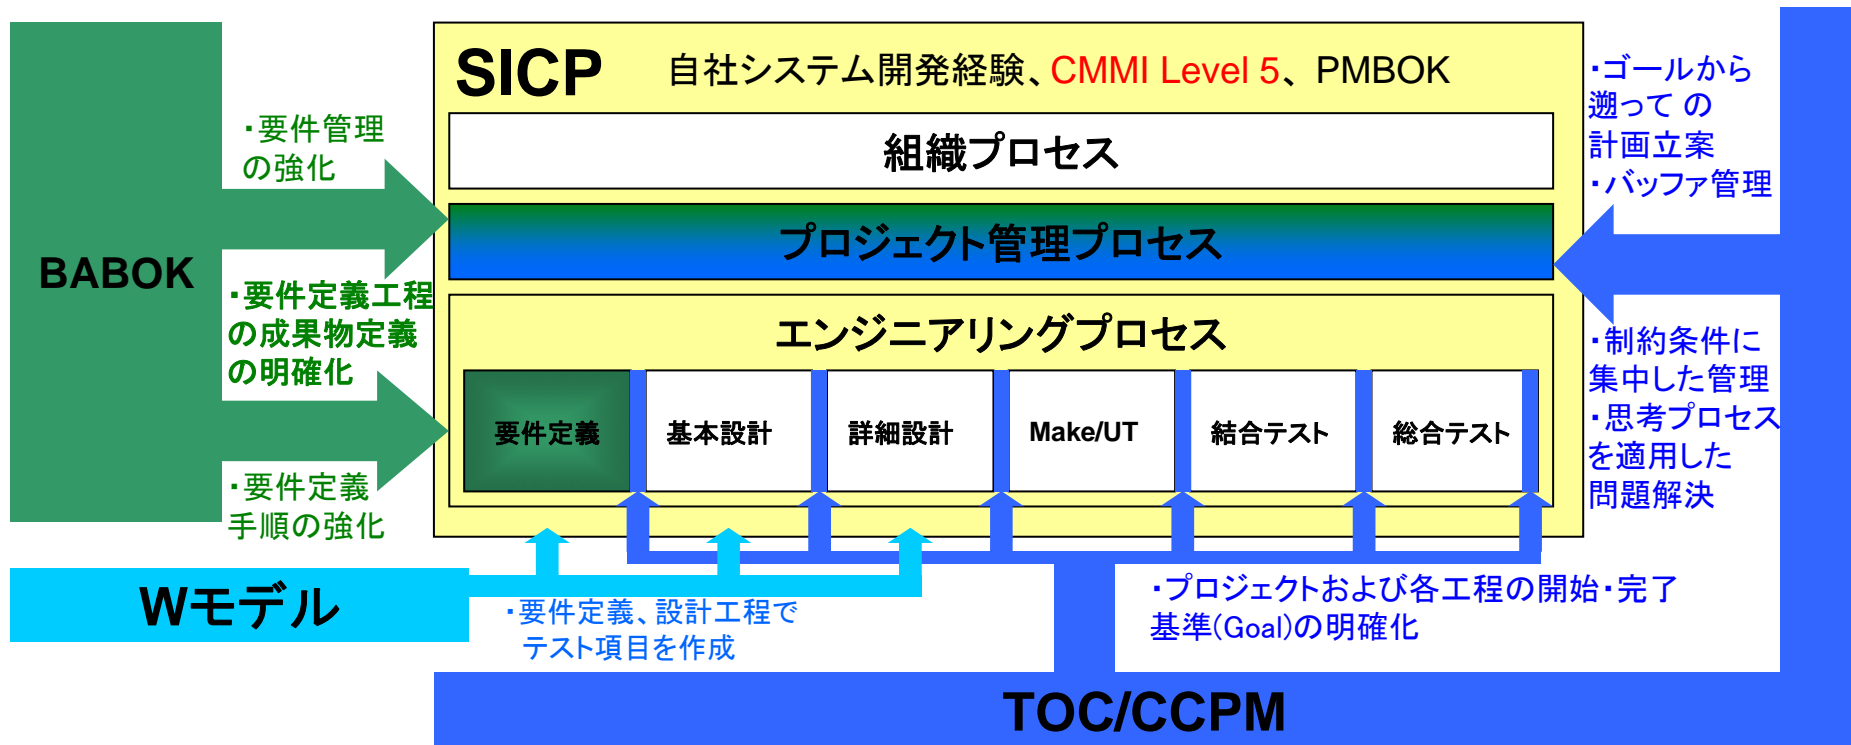 SICP 自社システム開発経験、CMMI Level 5、PMBOK
組織プロセス
プロジェクト管理プロセス
エンジニアリングプロセス
要件定義
基本設計
詳細設計
Make/UT
結合テスト
総合テスト
BABOK
・要件管理
の強化
・要件定義工程
の成果物定義
の明確化
・要件定義
手順の強化
・ゴールから
遡って の
計画立案
・バッファ管理
・制約条件に
集中した管理
・思考プロセス
を適用した
問題解決
Wモデル
・要件定義、設計工程で
テスト項目を作成
・プロジェクトおよび各工程の開始・完了
基準(Goal)の明確化
TOC/CCPM